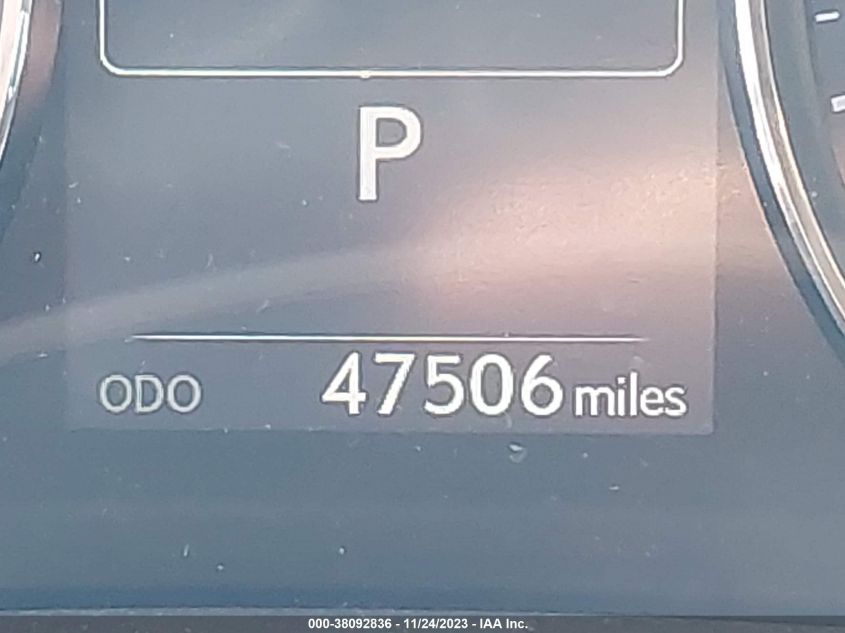 P
ODO 47506 miles
000-38092836 - 11/24/2023 - IAA Inc.